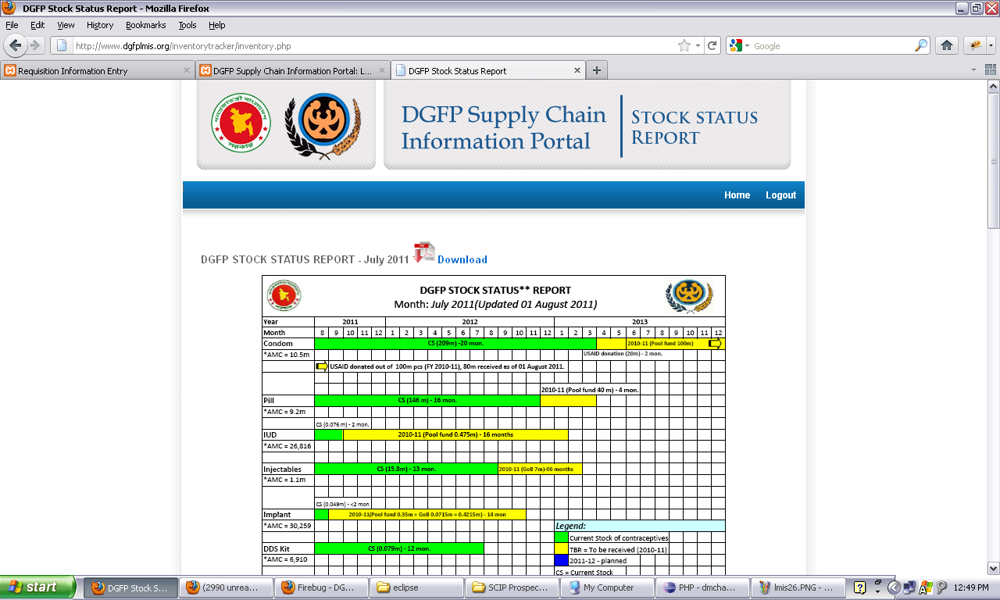 DGFP Stock Status Report - Mozilla Firefox
File Edit View History Bookmarks Tools Help
http://www.dgfplmis.org/inventorytracker/inventory.php
Google
Requisition Information Entry
DGFP Supply Chain Information Portal: L...
DGFP Stock Status Report
গণপ্রজাতন্ত্রী বাংলাদেশ
সরকার
DGFP Supply Chain
Information Portal
STOCK STATUS
REPORT
Home Logout
DGFP STOCK STATUS REPORT - July 2011 Download
DGFP STOCK STATUS** REPORT
Month: July 2011(Updated 01 August 2011)
Year 2011 2012 2013
Month 8 9 10 11 12 1 2 3 4 5 6 7 8 9 10 11 12 1 2 3 4 5 6 7 8 9 10 11 12
Condom CS (209m) -20 mon. 2010-11 (Pool fund 100m)
*AMC = 10.5m USAID donation (20m) - 2 mon.
USAID donated out of 100m pcs (FY 2010-11), 80m received as of 01 August 2011.
2010-11 (Pool fund 40 m) - 4 mon.
Pill CS (146 m) - 16 mon.
*AMC = 9.2m
CS (0.076 m) - 2 mon.
IUD 2010-11 (Pool fund 0.475m) - 16 months
*AMC = 26,816
Injectables CS (15.8m) - 13 mon. 2010-11 (GoB 7m)-06 months
*AMC = 1.1m
CS (0.049m) - <2 mon
Implant 2010-11(Pool fund 0.35m + GoB 0.0715m = 0.4215m) - 14 mon
*AMC = 30,259 Legend:
Current Stock of contraceptives
DDS Kit CS (0.079m) - 12 mon. TBR = To be received (2010-11)
*AMC = 6,910 2011-12 - planned
CS = Current Stock
start
DGFP Stock S...
(2990 unrea...
Firebug - DG...
eclipse
SCIP Prospec...
My Computer
PHP - dmcha...
lmis26.PNG - ...
12:49 PM